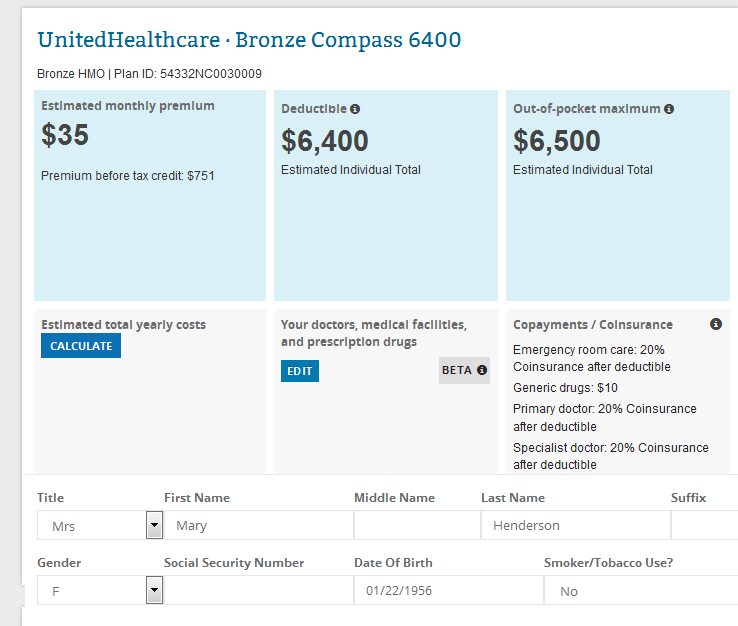 UnitedHealthcare · Bronze Compass 6400
Bronze HMO | Plan ID: 54332NC0030009
Estimated monthly premium
$35
Premium before tax credit: $751
Deductible
$6,400
Estimated Individual Total
Out-of-pocket maximum
$6,500
Estimated Individual Total
Estimated total yearly costs
CALCULATE
Your doctors, medical facilities,
and prescription drugs
EDIT
BETA
Copayments / Coinsurance
Emergency room care: 20%
Coinsurance after deductible
Generic drugs: $10
Primary doctor: 20% Coinsurance
after deductible
Specialist doctor: 20% Coinsurance
after deductible
Title First Name Middle Name Last Name Suffix
Mrs Mary Henderson
Gender Social Security Number Date Of Birth Smoker/Tobacco Use?
F 01/22/1956 No